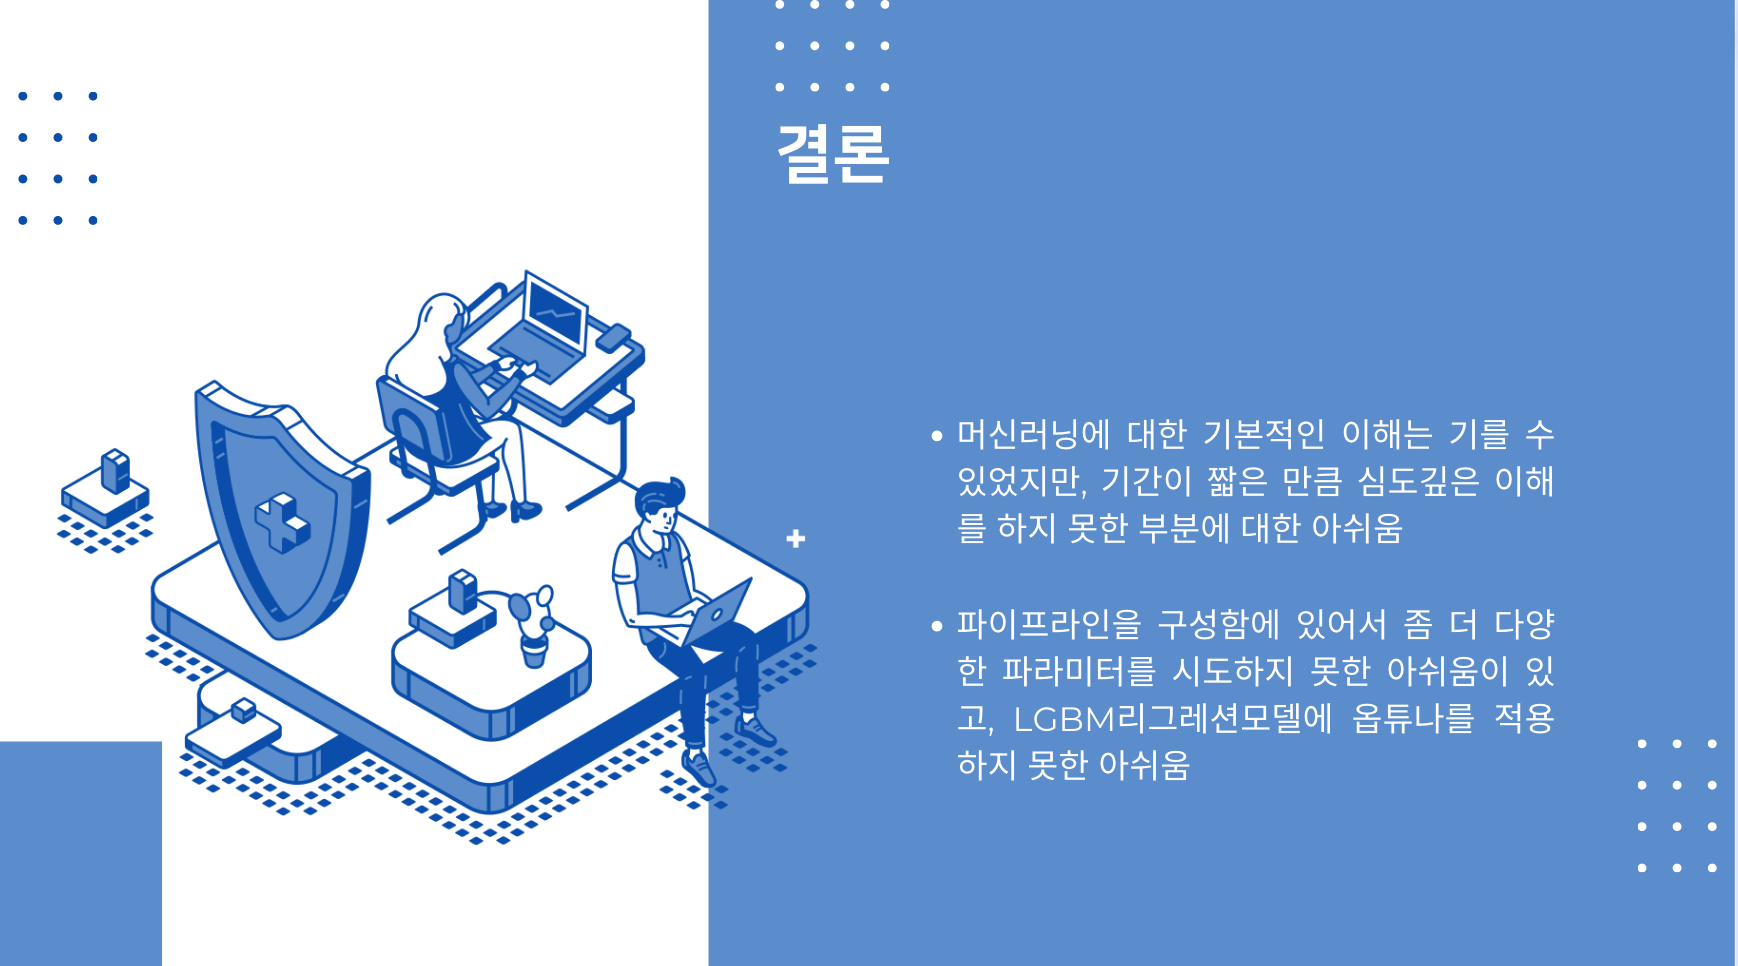 결론
머신러닝에 대한 기본적인 이해는 기를 수
있었지만, 기간이 짧은 만큼 심도깊은 이해
를 하지 못한 부분에 대한 아쉬움
파이프라인을 구성함에 있어서 좀 더 다양
한 파라미터를 시도하지 못한 아쉬움이 있
고, LGBM리그레션모델에 옵튜나를 적용
하지 못한 아쉬움